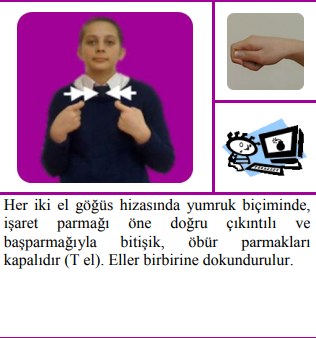 Her iki el göğüs hizasında yumruk biçiminde,
işaret parmağı öne doğru çıkıntılı ve
başparmağıyla bitişik, öbür parmakları
kapalıdır (T el). Eller birbirine dokundurulur.